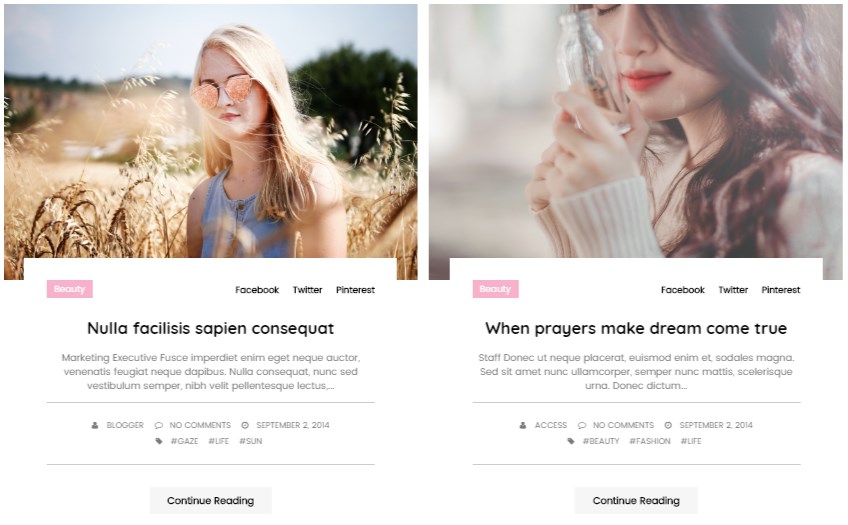 Beauty
Facebook Twitter Pinterest
Nulla facilisis sapien consequat
Marketing Executive Fusce imperdiet enim eget neque auctor,
venenatis feugiat neque dapibus. Nulla consequat, nunc sed
vestibulum semper, nibh velit pellentesque lectus,...
BLOGGER NO COMMENTS SEPTEMBER 2, 2014
#GAZE #LIFE #SUN
Continue Reading
Beauty
Facebook Twitter Pinterest
When prayers make dream come true
Staff Donec ut neque placerat, euismod enim et, sodales magna.
Sed sit amet nunc ullamcorper, semper nunc mattis, scelerisque
urna. Donec dictum...
ACCESS NO COMMENTS SEPTEMBER 2, 2014
#BEAUTY #FASHION #LIFE
Continue Reading